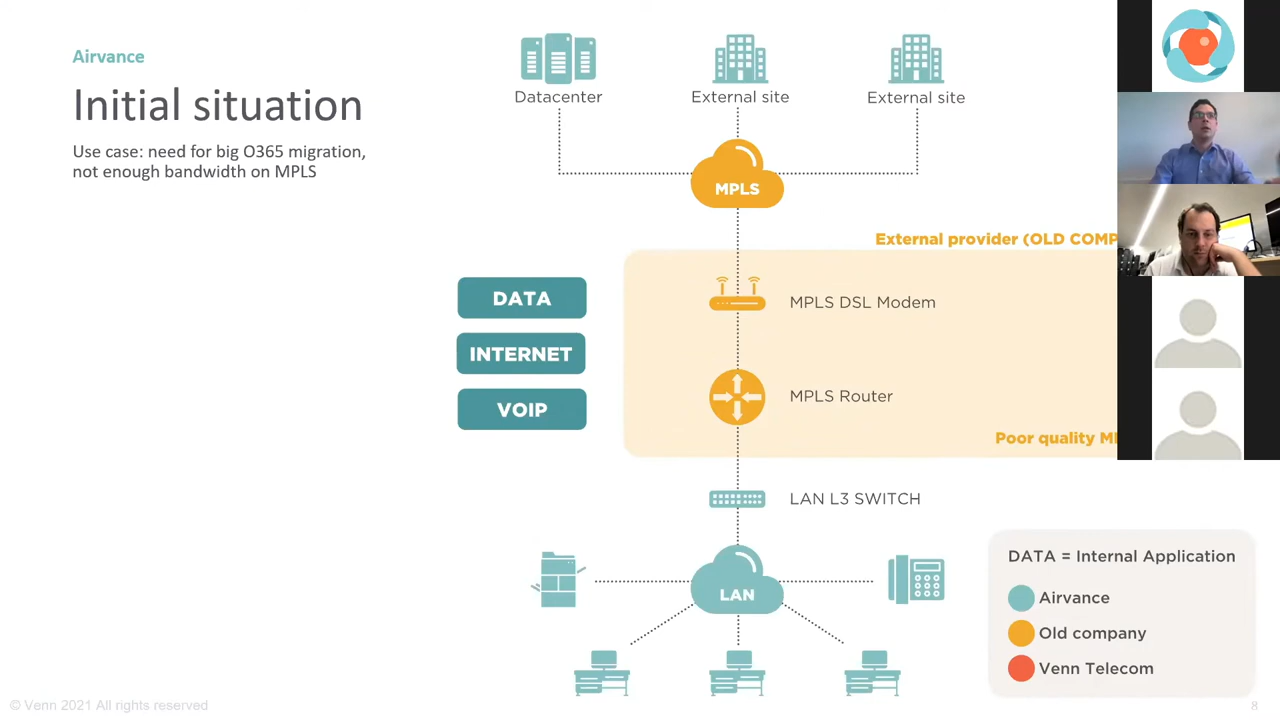 Airvance
Initial situation
Use case: need for big O365 migration,
not enough bandwidth on MPLS
Datacenter
External site
External site
MPLS
External provider (OLD COMP
DATA
INTERNET
VOIP
MPLS DSL Modem
MPLS Router
Poor quality
LAN L3 SWITCH
LAN
DATA = Internal Application
Airvance
Old company
Venn Telecom
© Venn 2021 All rights reserved
8